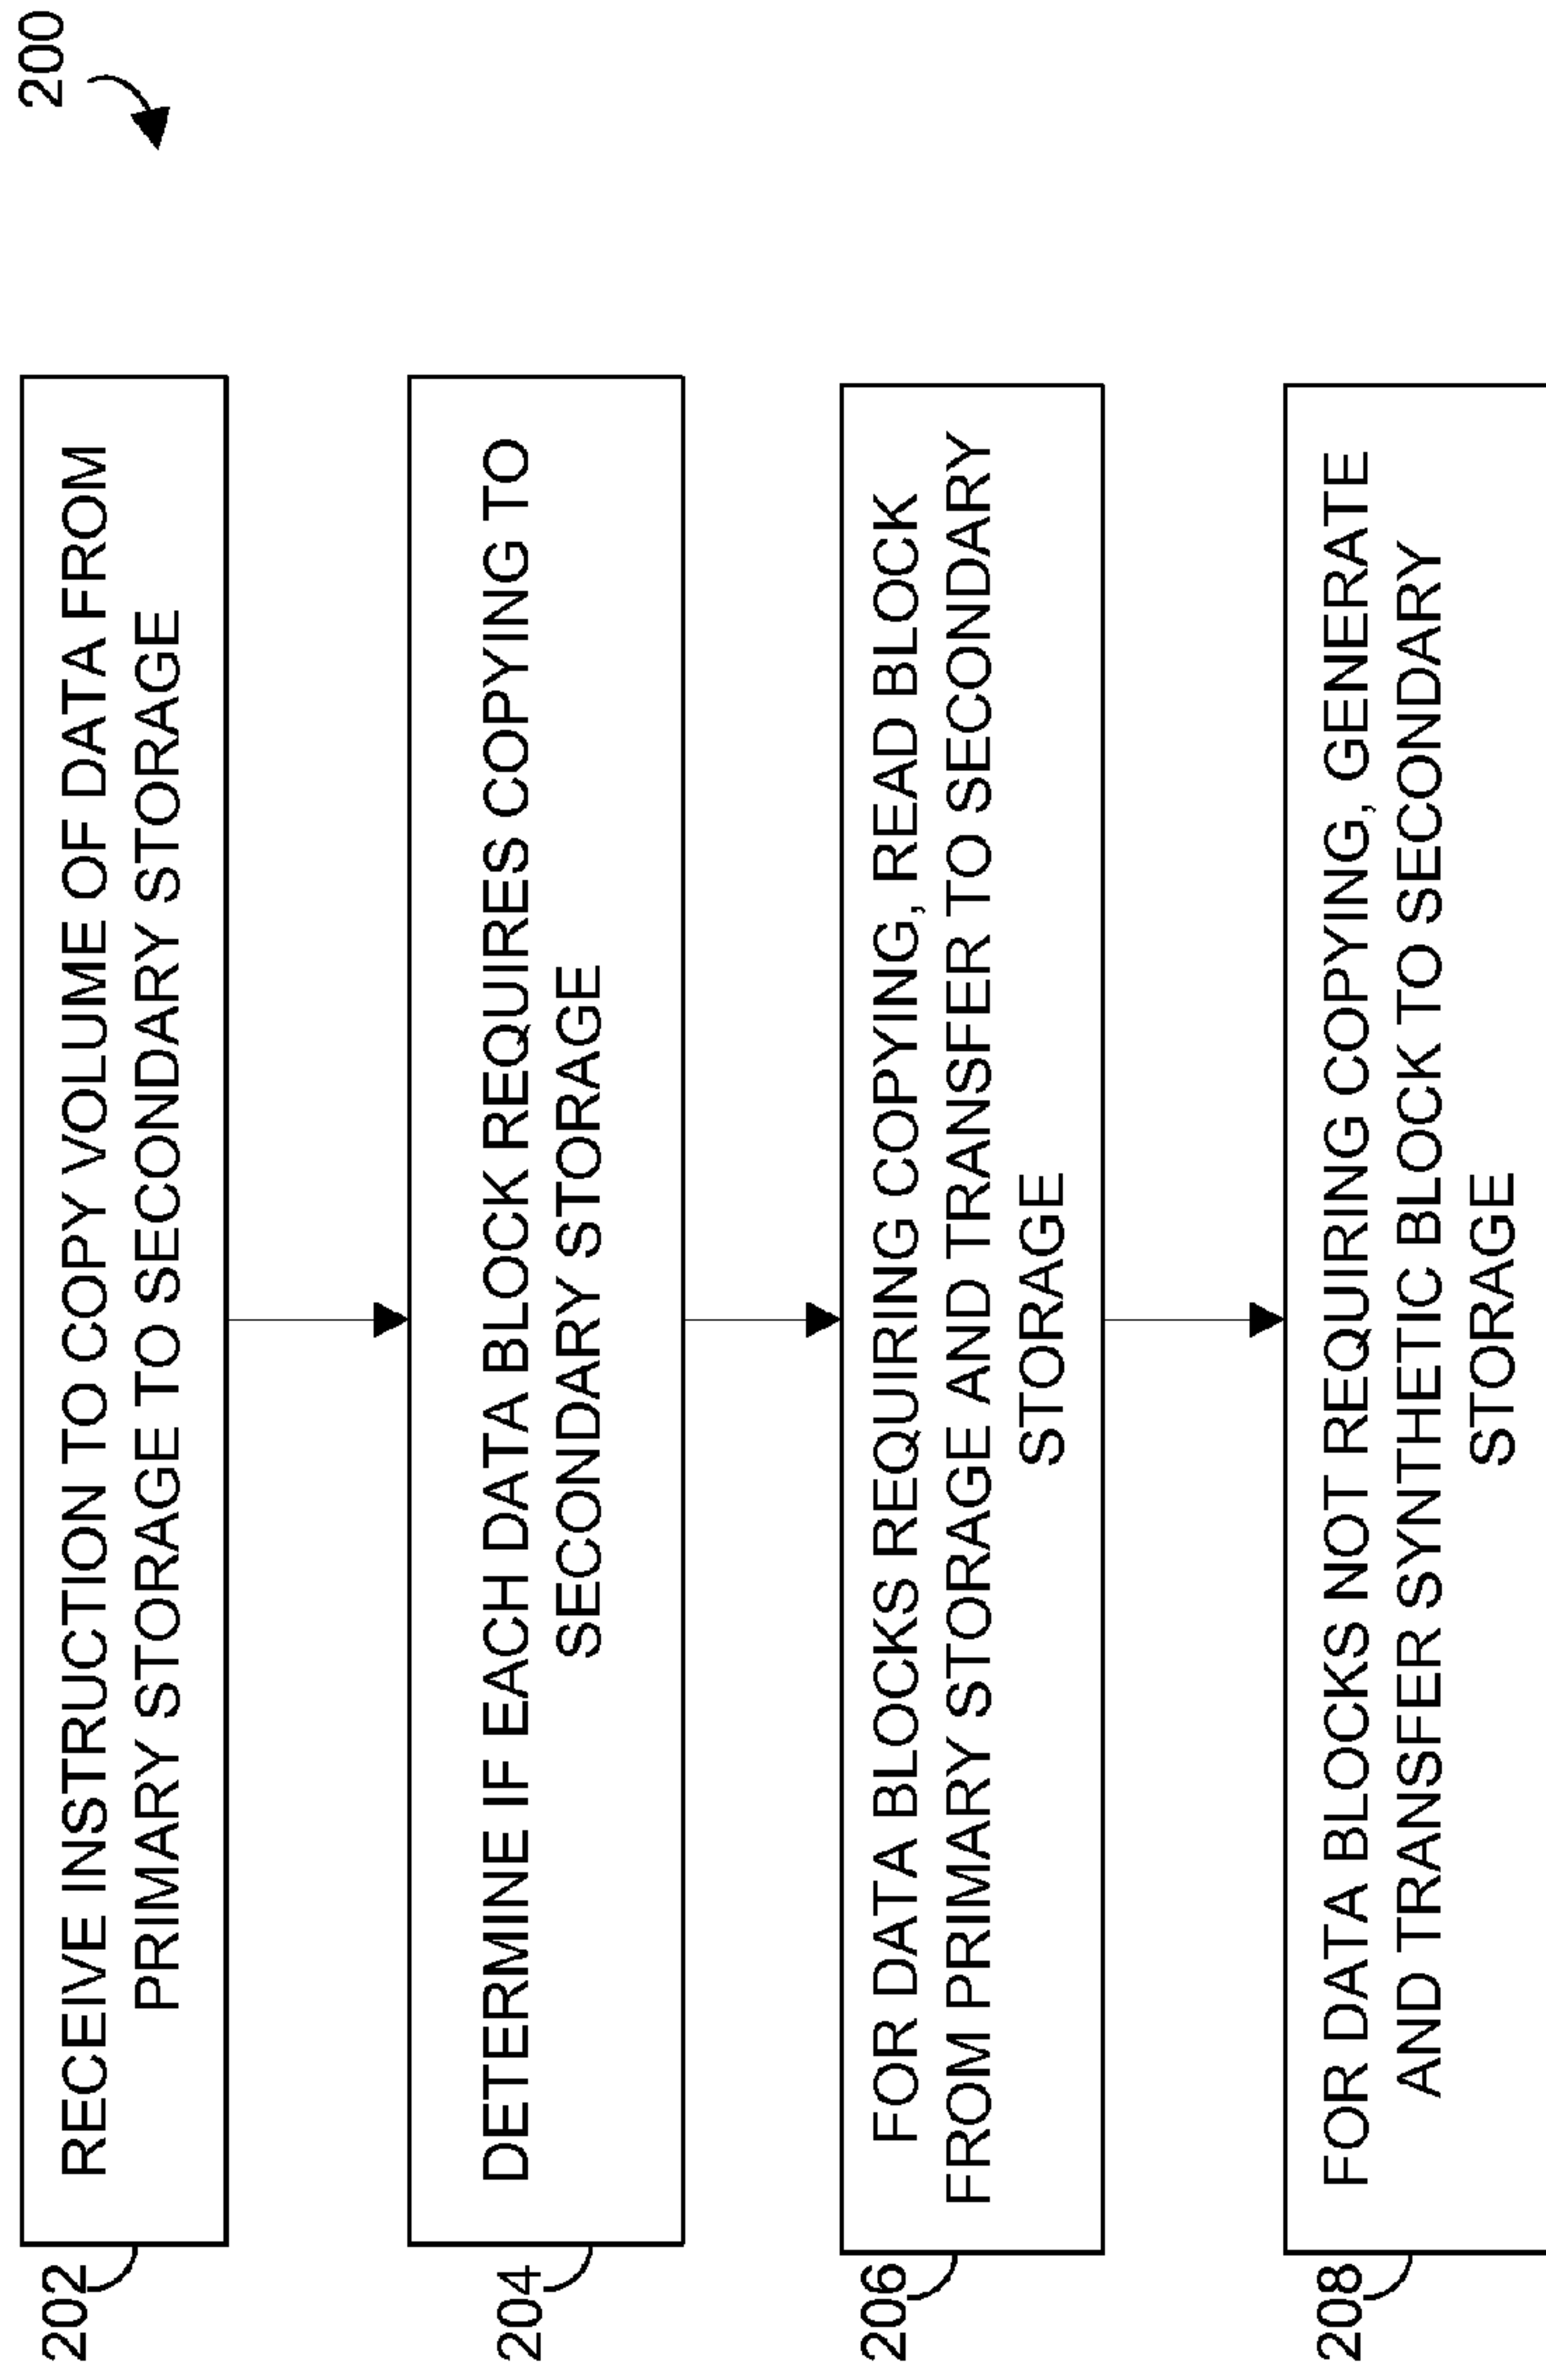 200
202
RECEIVE INSTRUCTION TO COPY VOLUME OF DATA FROM
PRIMARY STORAGE TO SECONDARY STORAGE
204
DETERMINE IF EACH DATA BLOCK REQUIRES COPYING TO
SECONDARY STORAGE
206
FOR DATA BLOCKS REQUIRING COPYING, READ BLOCK
FROM PRIMARY STORAGE AND TRANSFER TO SECONDARY
STORAGE
208
FOR DATA BLOCKS NOT REQUIRING COPYING, GENERATE
AND TRANSFER SYNTHETIC BLOCK TO SECONDARY
STORAGE